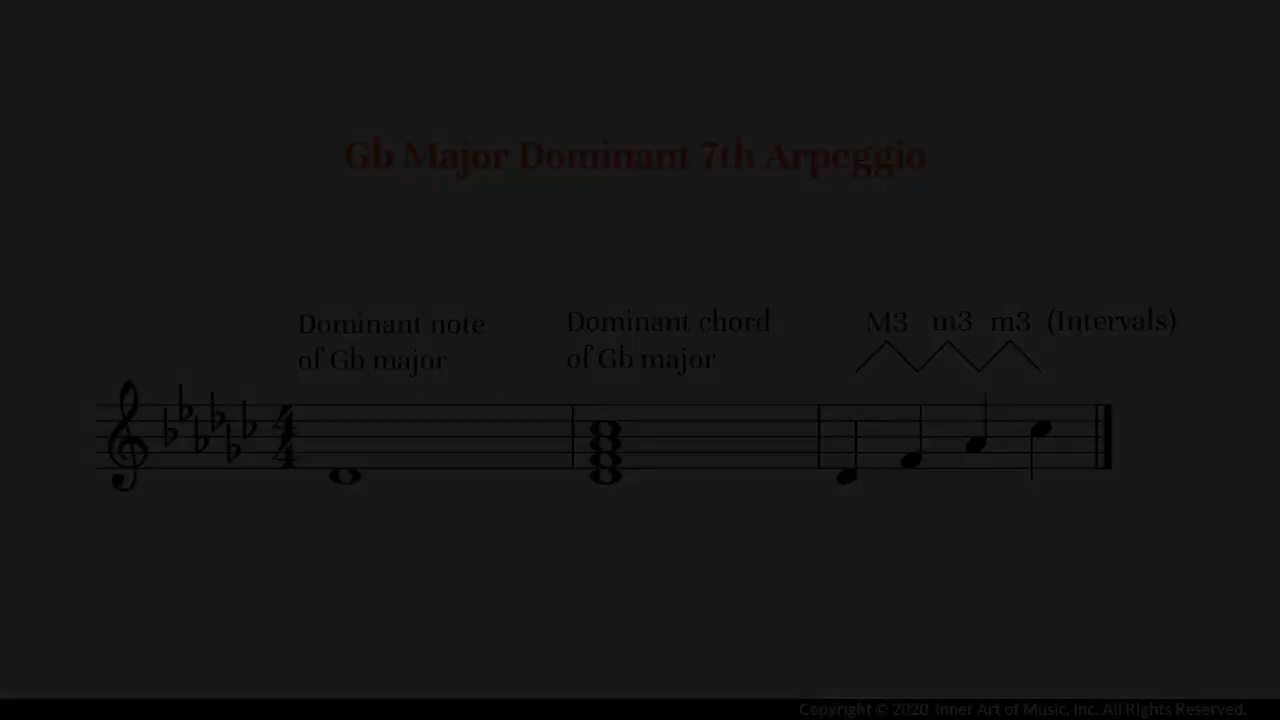 Gb Major Dominant 7th Arpeggio
Dominant note
of Gb major
Dominant chord
of Gb major
M3 m3 m3 (Intervals)
Copyright © 2020 Inner Art of Music, Inc. All Rights Reserved.